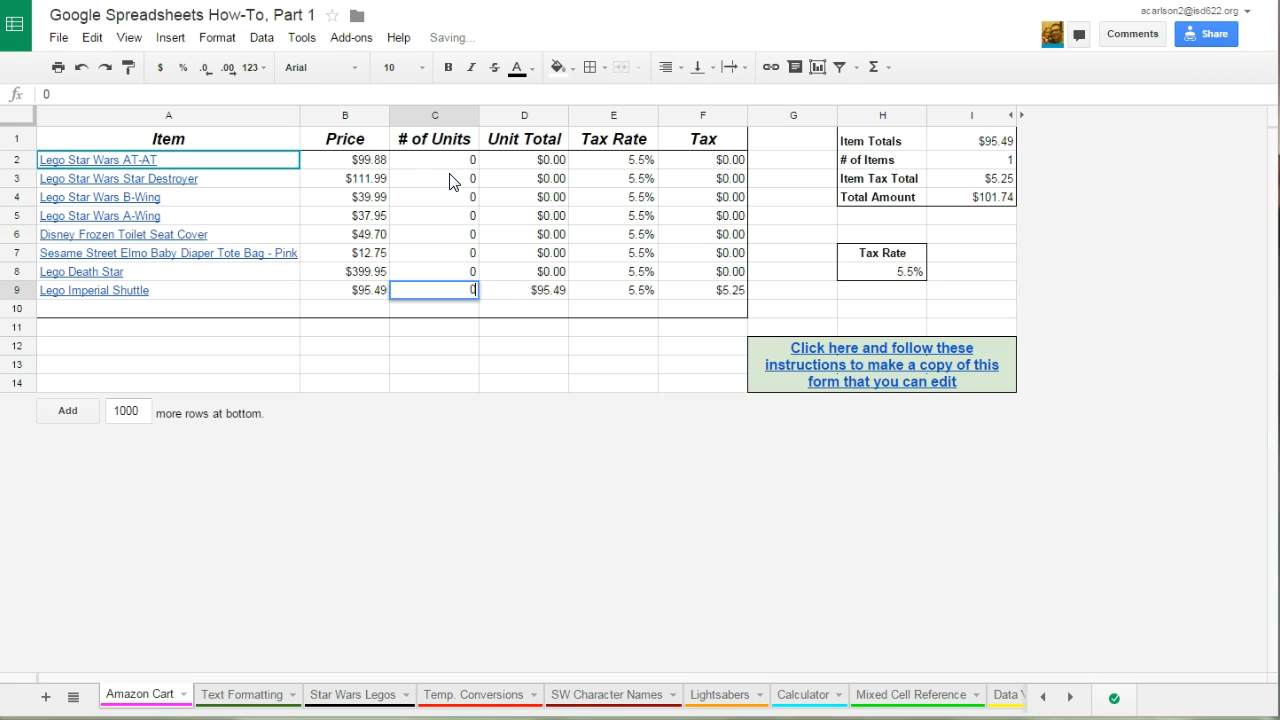 Google Spreadsheets How-To, Part 1
acarlson2@isd622.org
File Edit View Insert Format Data Tools Add-ons Help Saving...
Comments Share
$ % .0 .00 123 Arial 10 B I S A Σ
fx 0
A B C D E F G H I
1 Item Price # of Units Unit Total Tax Rate Tax Item Totals $95.49
2 Lego Star Wars AT-AT $99.88 0 $0.00 5.5% $0.00 # of Items 1
3 Lego Star Wars Star Destroyer $111.99 0 $0.00 5.5% $0.00 Item Tax Total $5.25
4 Lego Star Wars B-Wing $39.99 0 $0.00 5.5% $0.00 Total Amount $101.74
5 Lego Star Wars A-Wing $37.95 0 $0.00 5.5% $0.00
6 Disney Frozen Toilet Seat Cover $49.70 0 $0.00 5.5% $0.00
7 Sesame Street Elmo Baby Diaper Tote Bag - Pink $12.75 0 $0.00 5.5% $0.00 Tax Rate
8 Lego Death Star $399.95 0 $0.00 5.5% $0.00 5.5%
9 Lego Imperial Shuttle $95.49 0 $95.49 5.5% $5.25
10
11
12 Click here and follow these
13 instructions to make a copy of this
14 form that you can edit
Add 1000 more rows at bottom.
Amazon Cart Text Formatting Star Wars Legos Temp. Conversions SW Character Names Lightsabers Calculator Mixed Cell Reference Data